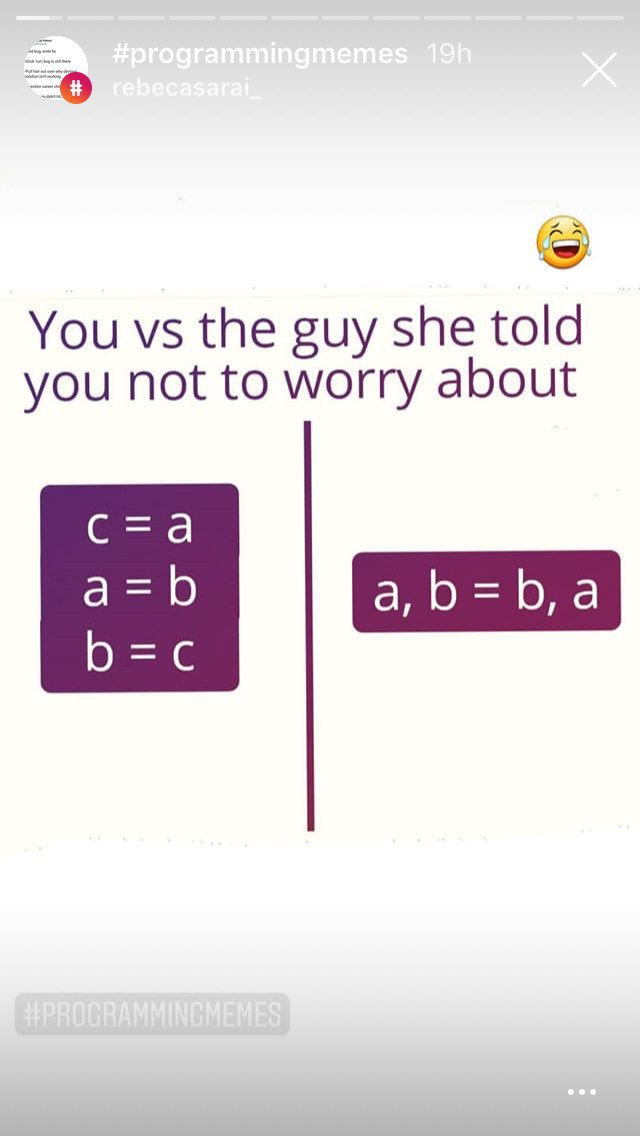 #programmingmemes 19h
rebecasarai_
#
You vs the guy she told
you not to worry about
c = a
a = b
b = c
a, b = b, a
#PROGRAMMINGMEMES